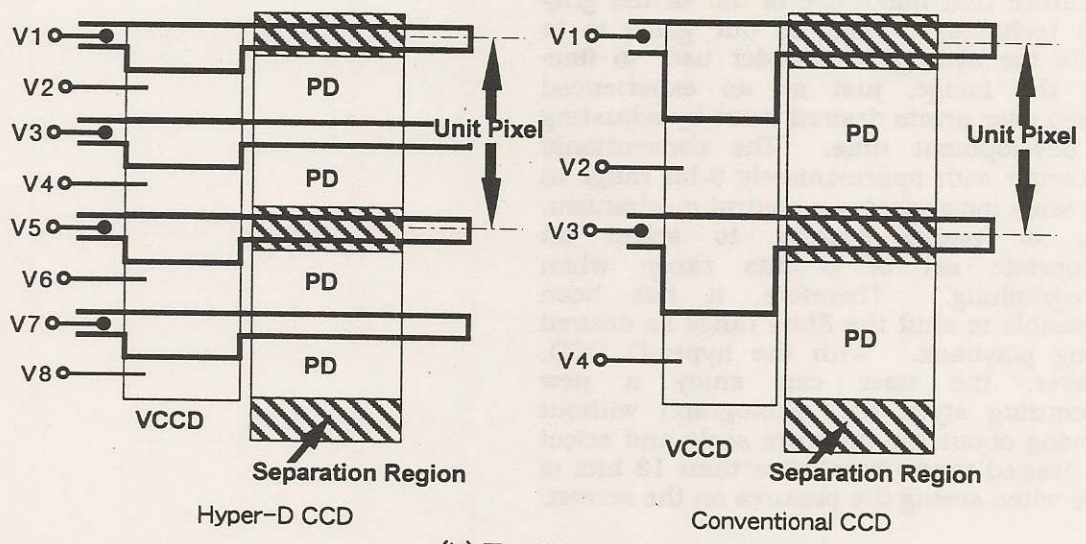 V1
V2
V3
V4
V5
V6
V7
V8
PD
PD
PD
PD
Unit Pixel
VCCD
Separation Region
Hyper-D CCD
V1
V2
V3
V4
PD
PD
Unit Pixel
VCCD
Separation Region
Conventional CCD